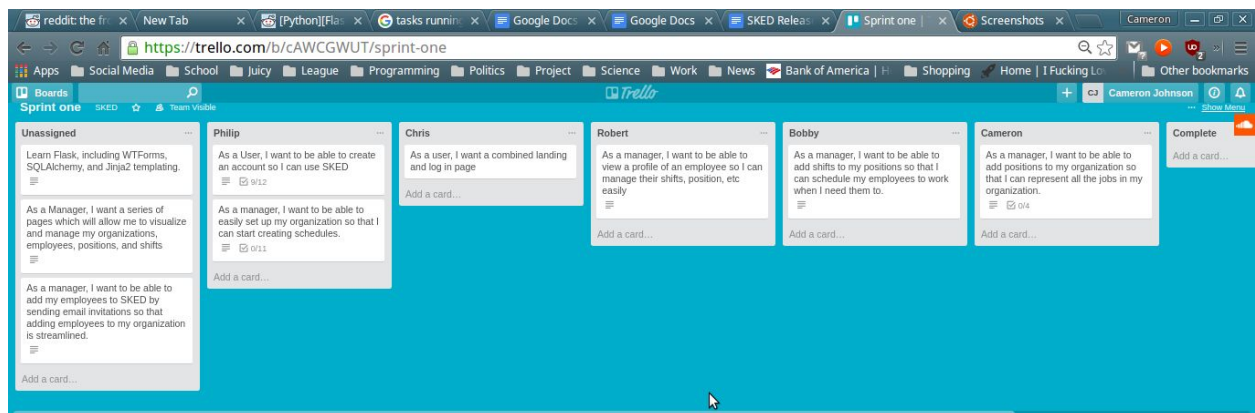 reddit: the fr
New Tab
[Python][Flas
tasks runnin
Google Docs
Google Docs
SKED Releas
Sprint one |
Screenshots
Cameron
https://trello.com/b/cAWCGWUT/sprint-one
Apps Social Media School Juicy League Programming Politics Project Science Work News Bank of America | H Shopping Home | I Fucking Lo Other bookmarks
Boards
Trello
CJ Cameron Johnson
Sprint one SKED Team Visible
... Show Menu
Unassigned
Learn Flask, including WTForms,
SQLAlchemy, and Jinja2 templating.
As a Manager, I want a series of
pages which will allow me to visualize
and manage my organizations,
employees, positions, and shifts
As a manager, I want to be able to
add my employees to SKED by
sending email invitations so that
adding employees to my organization
is streamlined.
Add a card...
Philip
As a User, I want to be able to create
an account so I can use SKED
9/12
As a manager, I want to be able to
easily set up my organization so that I
can start creating schedules.
0/11
Add a card...
Chris
As a user, I want a combined landing
and log in page
Add a card...
Robert
As a manager, I want to be able to
view a profile of an employee so I can
manage their shifts, position, etc
easily
Add a card...
Bobby
As a manager, I want to be able to
add shifts to my positions so that I
can schedule my employees to work
when I need them to.
Add a card...
Cameron
As a manager, I want to be able to
add positions to my organization so
that I can represent all the jobs in my
organization.
0/4
Add a card...
Complete
Add a card...